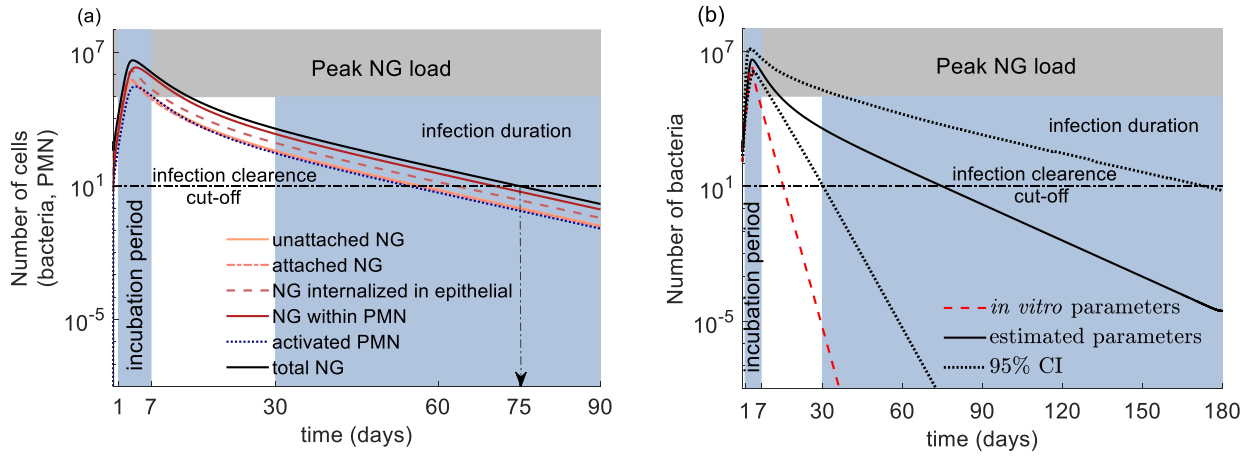 (a)
Number of cells
(bacteria, PMN)
10^7
10^1
10^-5
Peak NG load
infection duration
infection clearence
cut-off
incubation period
unattached NG
attached NG
NG internalized in epithelial
NG within PMN
activated PMN
total NG
1 7 30 60 75 90
time (days)
(b)
Number of bacteria
10^7
10^1
10^-5
Peak NG load
infection duration
infection clearence
cut-off
incubation period
in vitro parameters
estimated parameters
95% CI
1 7 30 60 90 120 150 180
time (days)